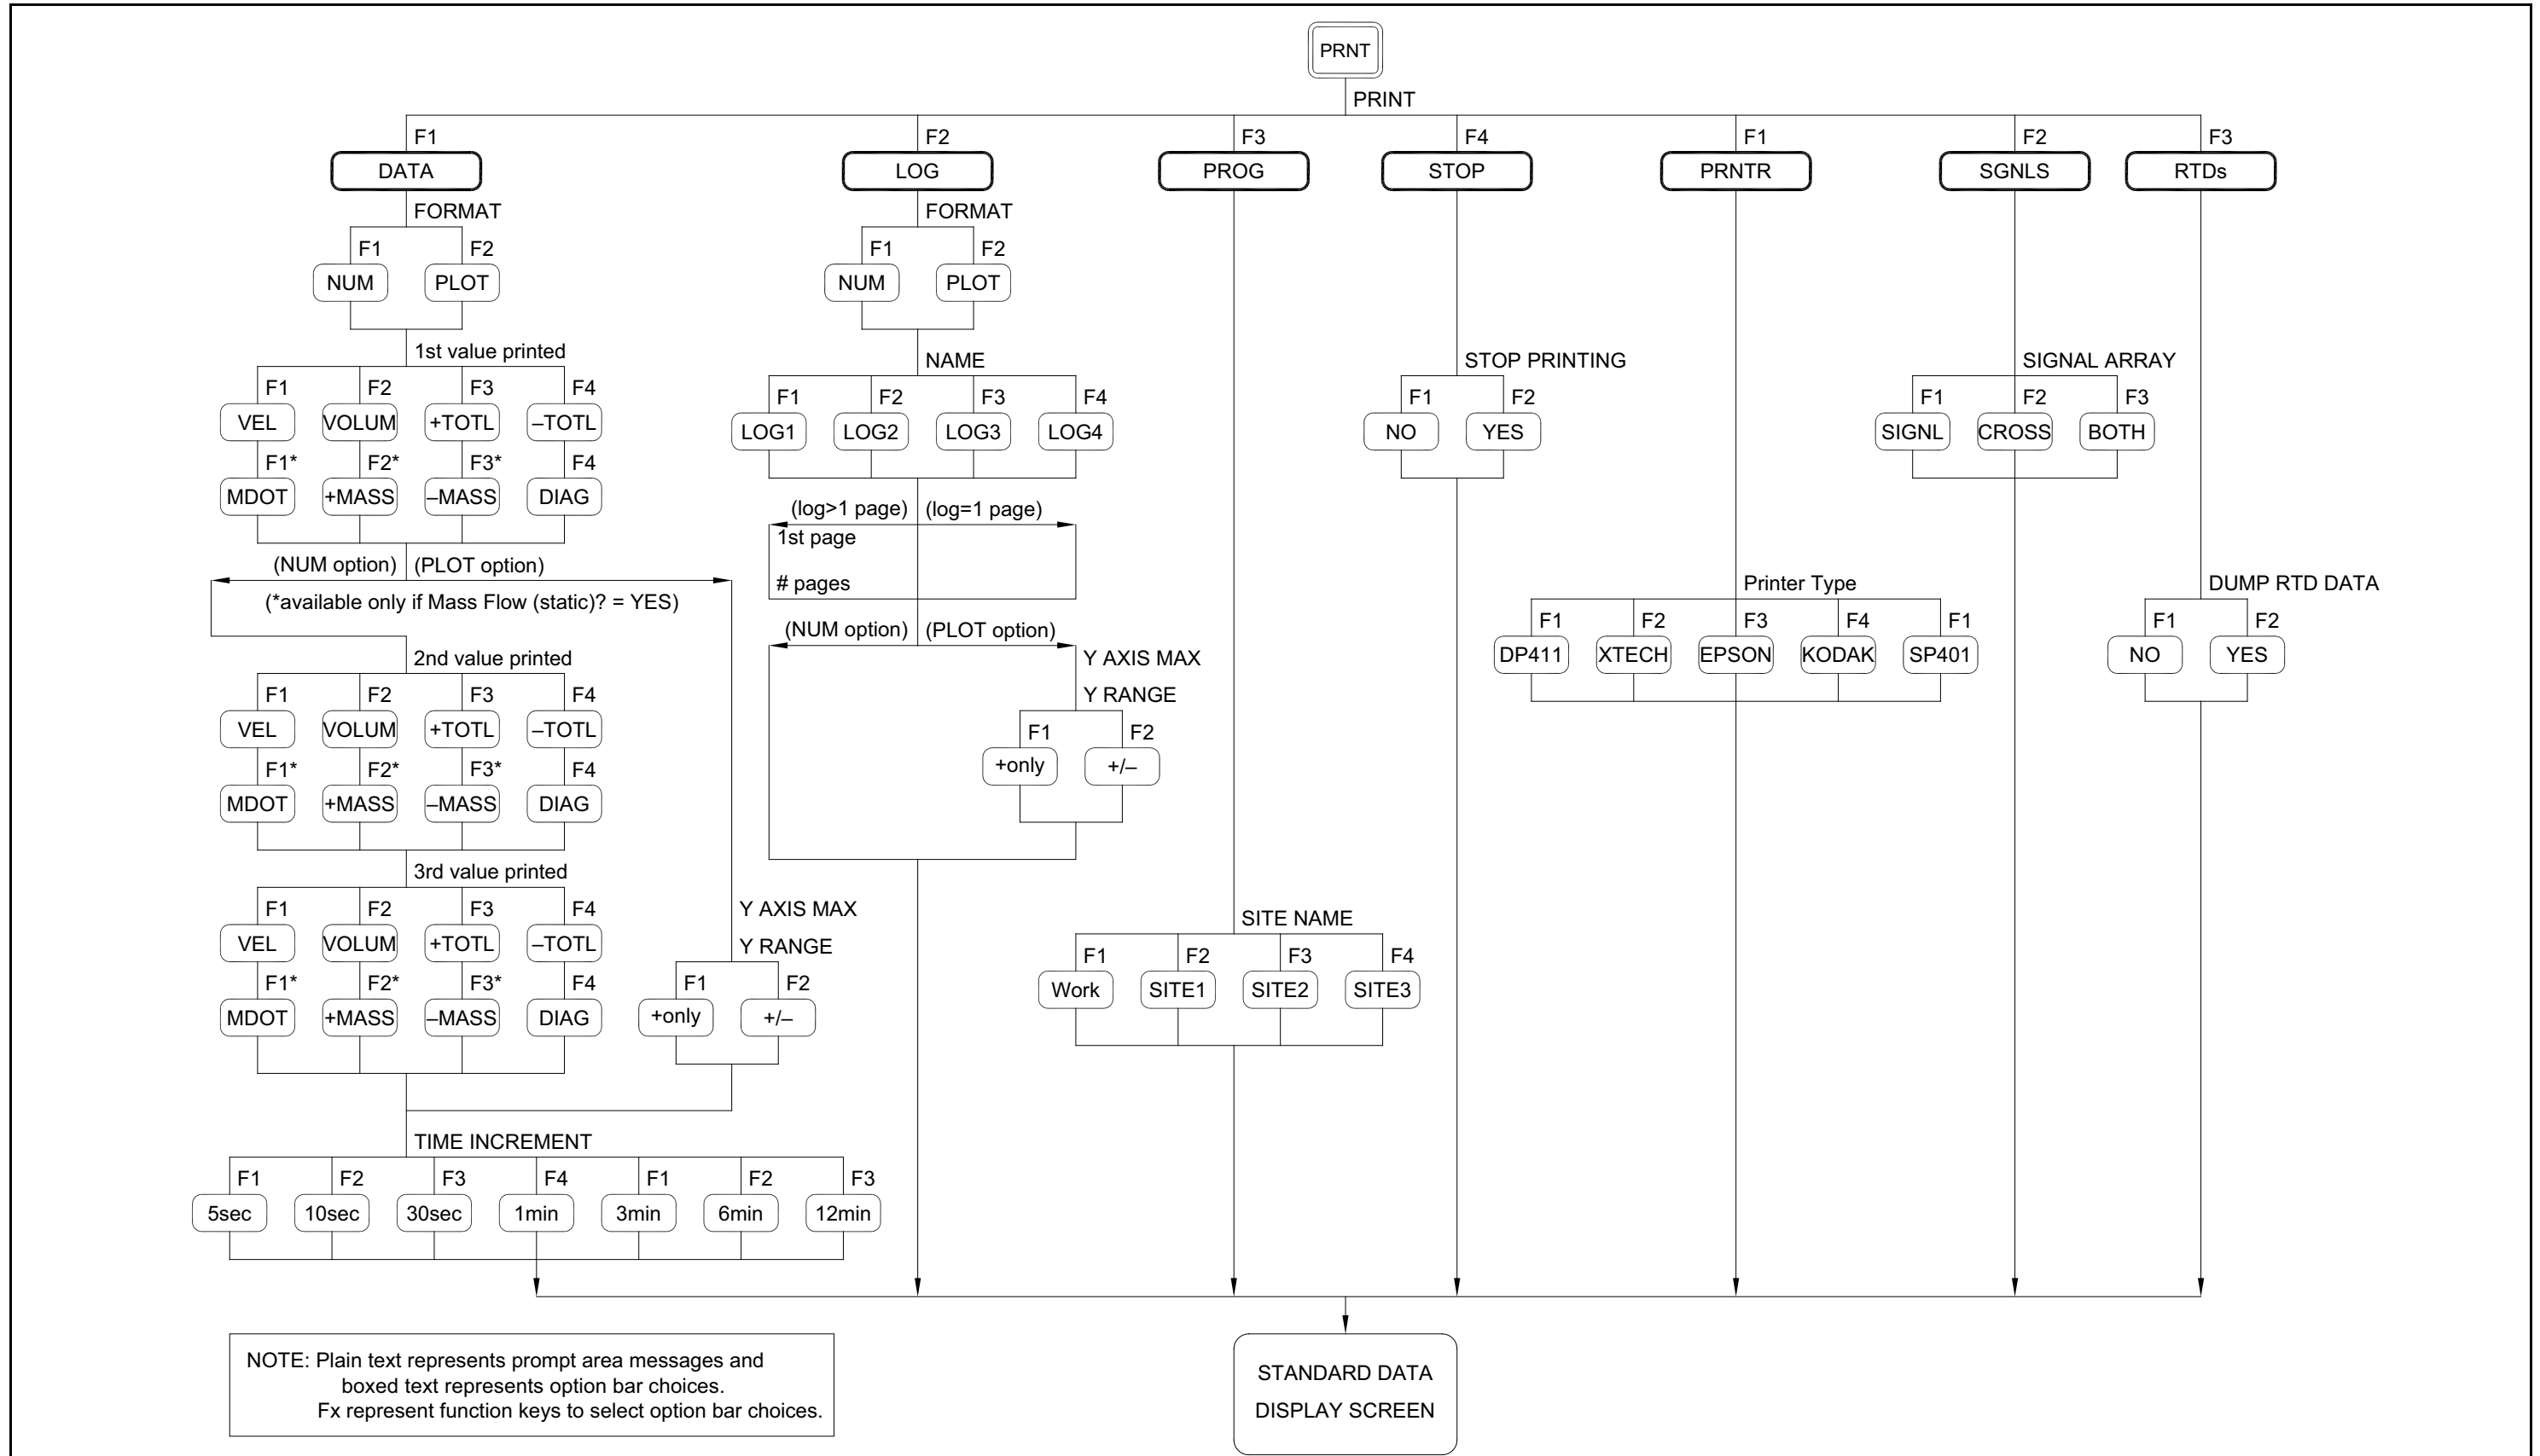 PRNT
PRINT
F1 F2 F3 F4 F1 F2 F3
DATA LOG PROG STOP PRNTR SGNLS RTDs
FORMAT FORMAT
F1 F2 F1 F2
NUM PLOT NUM PLOT
1st value printed NAME STOP PRINTING SIGNAL ARRAY
F1 F2 F3 F4 F1 F2 F3 F4 F1 F2 F1 F2 F3
VEL VOLUM +TOTL –TOTL LOG1 LOG2 LOG3 LOG4 NO YES SIGNL CROSS BOTH
F1* F2* F3* F4
MDOT +MASS –MASS DIAG
(log>1 page) (log=1 page)
1st page
(NUM option) (PLOT option)
# pages Printer Type DUMP RTD DATA
(*available only if Mass Flow (static)? = YES)
F1 F2 F3 F4 F1 F1 F2
(NUM option) (PLOT option)
2nd value printed Y AXIS MAX DP411 XTECH EPSON KODAK SP401 NO YES
F1 F2 F3 F4 Y RANGE
VEL VOLUM +TOTL –TOTL F1 F2
F1* F2* F3* F4 +only +/–
MDOT +MASS –MASS DIAG
3rd value printed
F1 F2 F3 F4 Y AXIS MAX SITE NAME
VEL VOLUM +TOTL –TOTL Y RANGE
F1 F2 F3 F4
F1* F2* F3* F4 F1 F2
MDOT +MASS –MASS DIAG +only +/– Work SITE1 SITE2 SITE3
TIME INCREMENT
F1 F2 F3 F4 F1 F2 F3
5sec 10sec 30sec 1min 3min 6min 12min
NOTE: Plain text represents prompt area messages and
boxed text represents option bar choices.
Fx represent function keys to select option bar choices.
STANDARD DATA
DISPLAY SCREEN